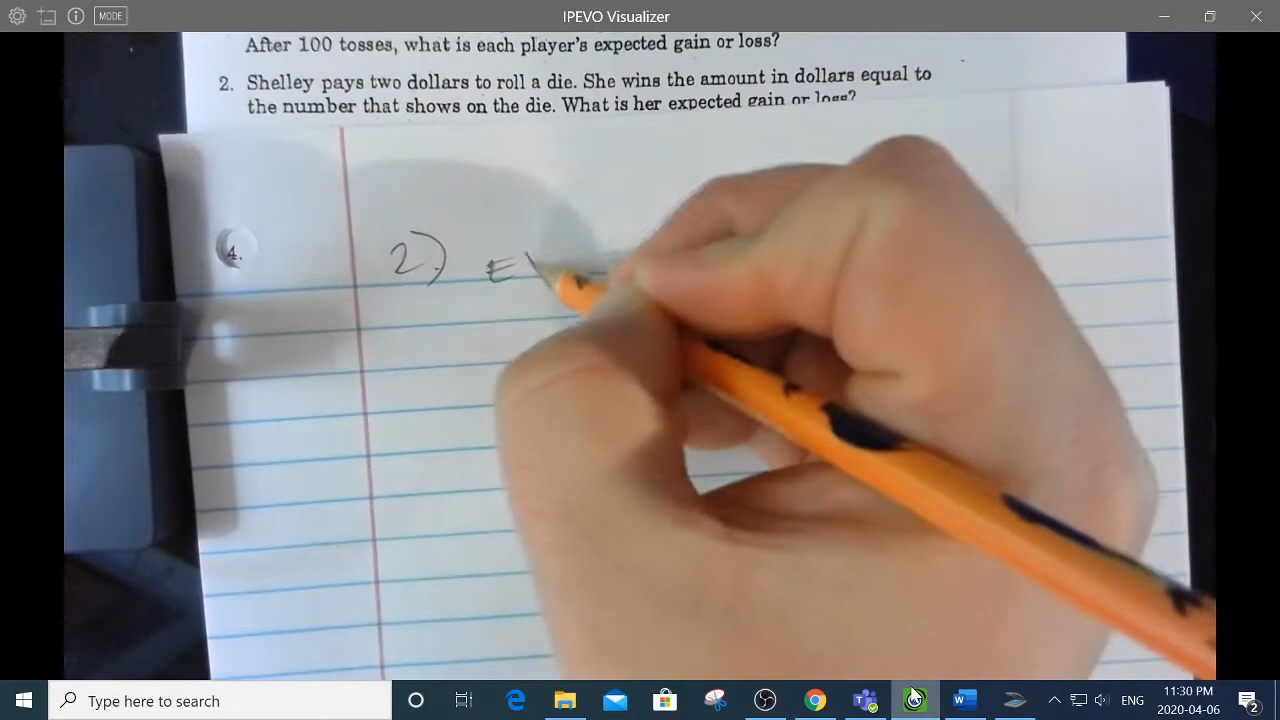 MODE
IPEVO Visualizer
After 100 tosses, what is each player's expected gain or loss?
2. Shelley pays two dollars to roll a die. She wins the amount in dollars equal to
the number that shows on the die. What is her expected gain or loss?
4.
2) EV
Type here to search
ENG
11:30 PM
2020-04-06
2